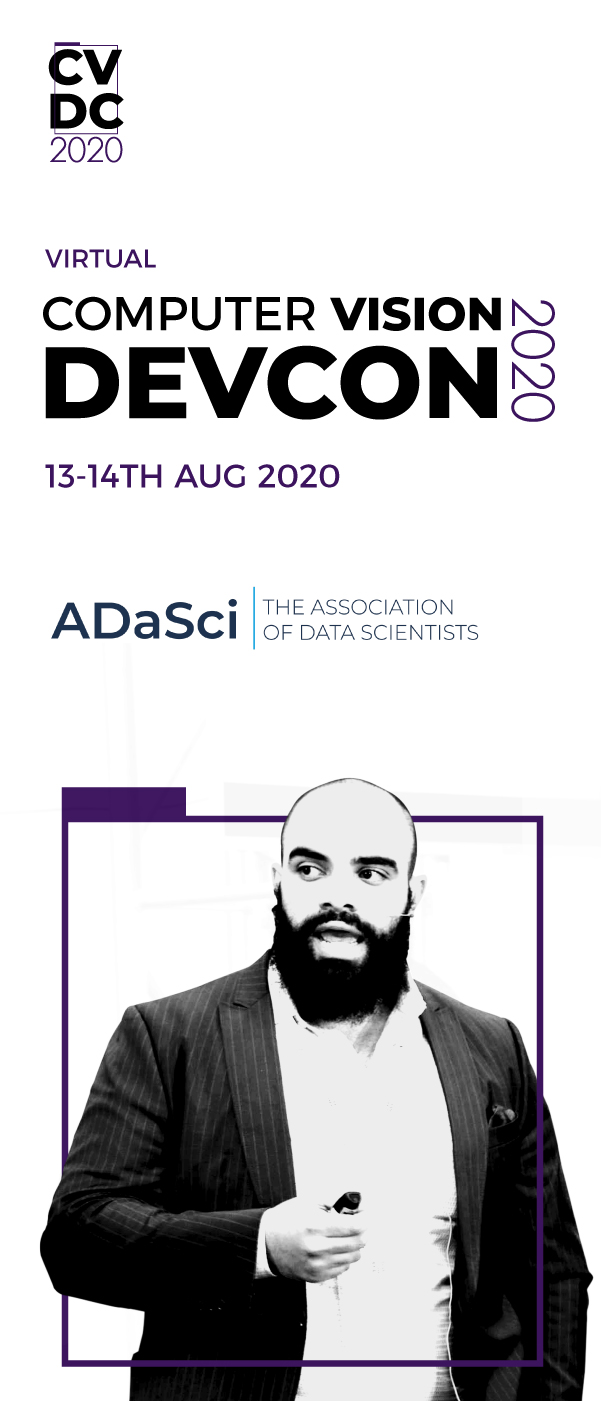 CV
DC
2020
VIRTUAL
COMPUTER VISION
DEVCON
2020
13-14TH AUG 2020
ADaSci
THE ASSOCIATION
OF DATA SCIENTISTS